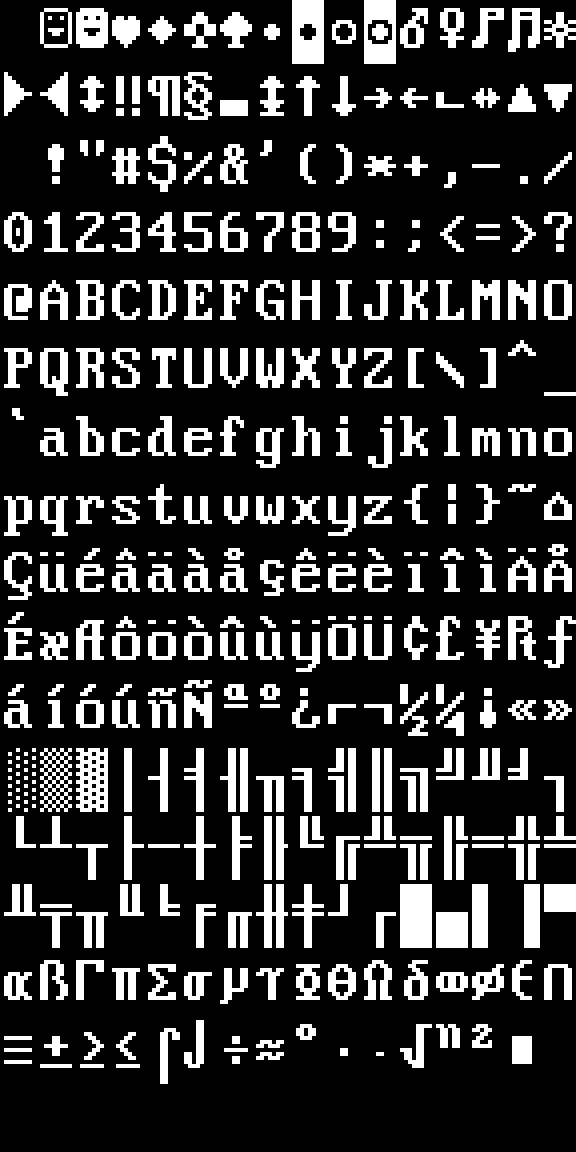 ☺☻♥♦♣♠•◘○◙♂♀♪♫☼
►◄↕‼¶§▬↨↑↓→←∟↔▲▼
 !"#$%&'()*+,-./
0123456789:;<=>?
@ABCDEFGHIJKLMNO
PQRSTUVWXYZ[\]^_
`abcdefghijklmno
pqrstuvwxyz{¦}~⌂
ÇüéâäàåçêëèïîìÄÅ
ÉæÆôöòûùÿÖÜ¢£¥₧ƒ
áíóúñÑªº¿⌐¬½¼¡«»
░▒▓│┤╡╢╖╕╣║╗╝╜╛┐
└┴┬├─┼╞╟╚╔╩╦╠═╬╧
╨╤╥╙╘╒╓╫╪┘┌█▄▌▐▀
αßΓπΣσµτΦΘΩδ∞φε∩
≡±≥≤⌠⌡÷≈°∙·√ⁿ²■